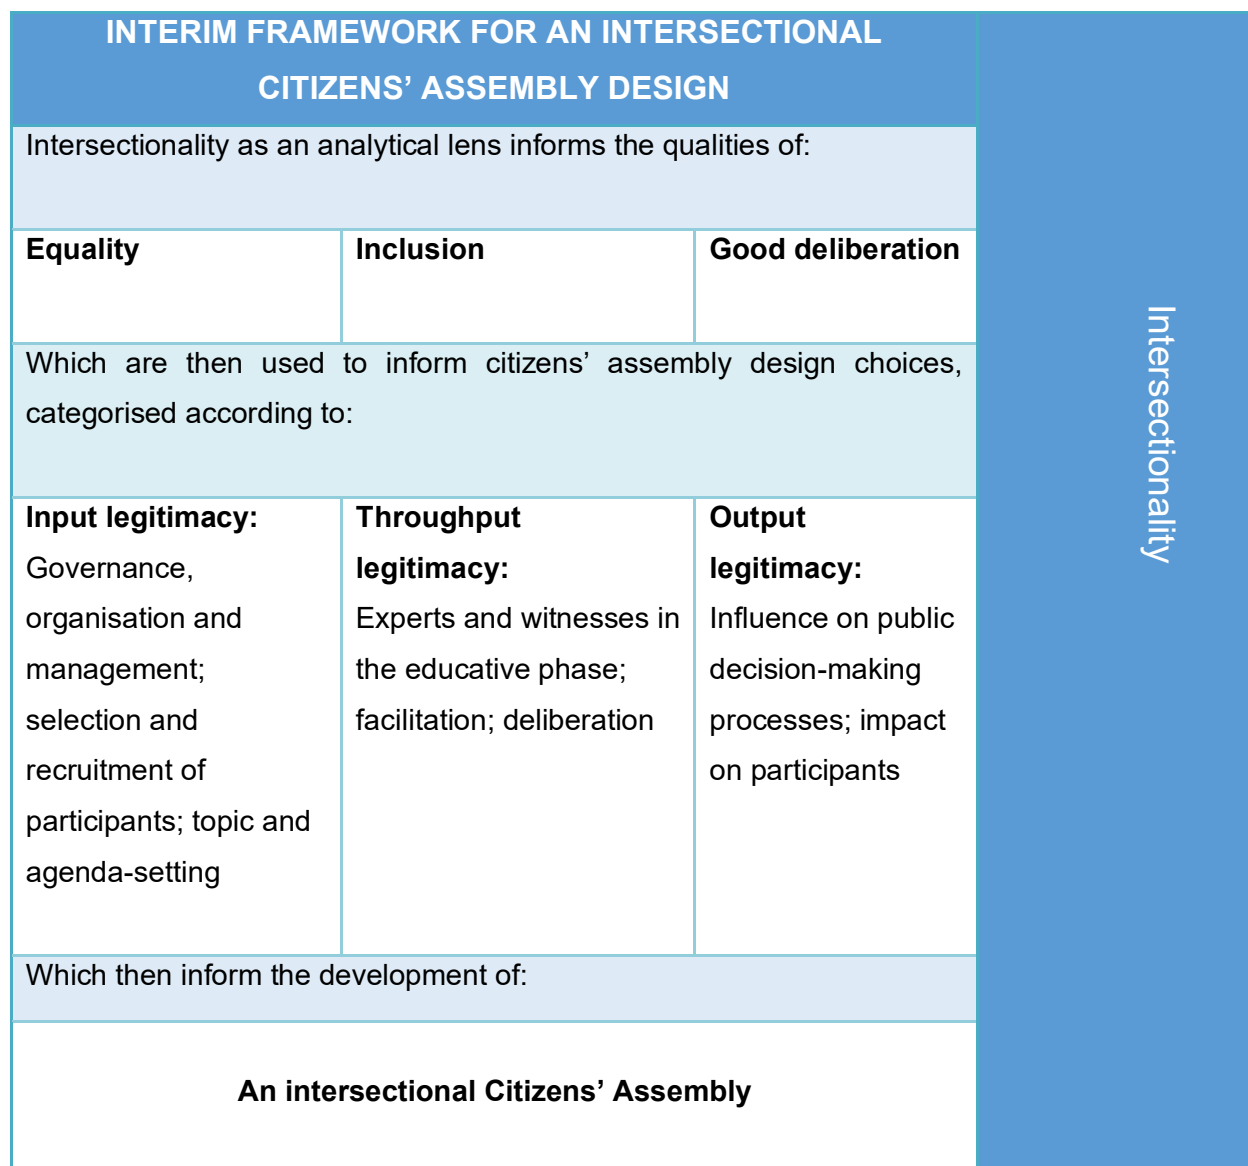 INTERIM FRAMEWORK FOR AN INTERSECTIONAL
CITIZENS’ ASSEMBLY DESIGN
Intersectionality as an analytical lens informs the qualities of:
Equality
Inclusion
Good deliberation
Which are then used to inform citizens’ assembly design choices,
categorised according to:
Input legitimacy:
Governance,
organisation and
management;
selection and
recruitment of
participants; topic and
agenda-setting
Throughput
legitimacy:
Experts and witnesses in
the educative phase;
facilitation; deliberation
Output
legitimacy:
Influence on public
decision-making
processes; impact
on participants
Which then inform the development of:
An intersectional Citizens’ Assembly
Intersectionality